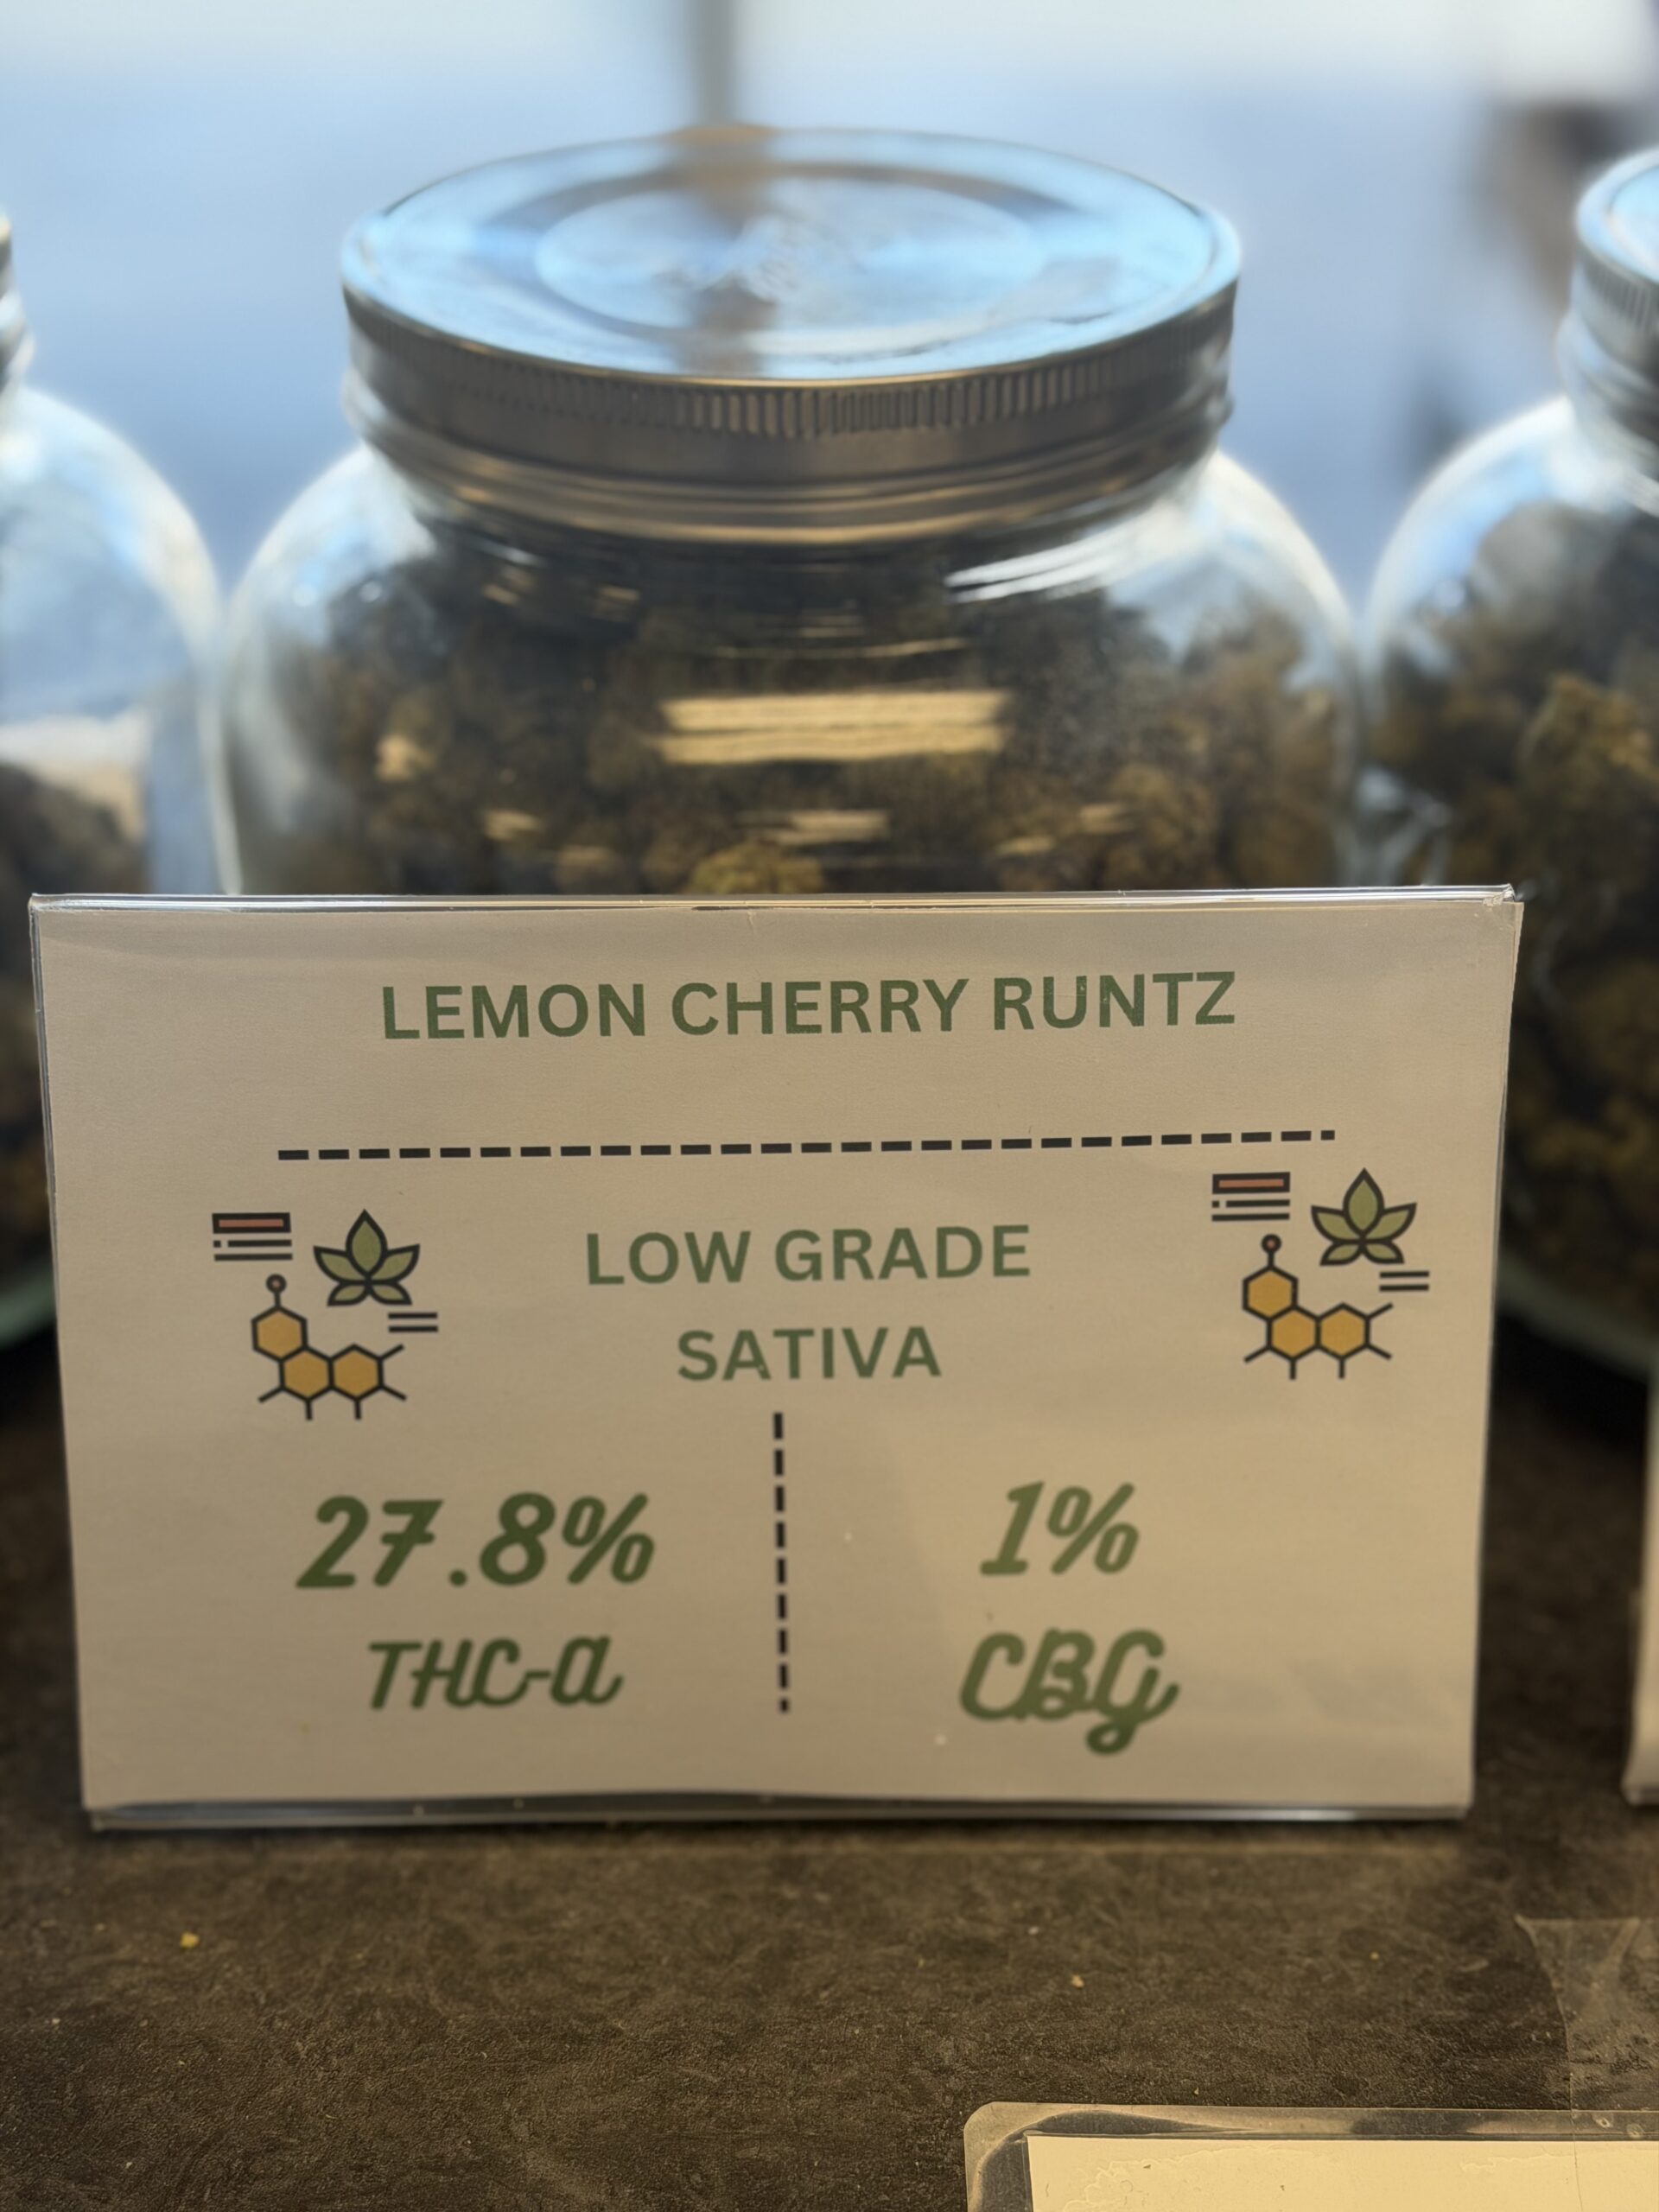 LEMON CHERRY RUNTZ
LOW GRADE
SATIVA
27.8%
THC-A
1%
CBG